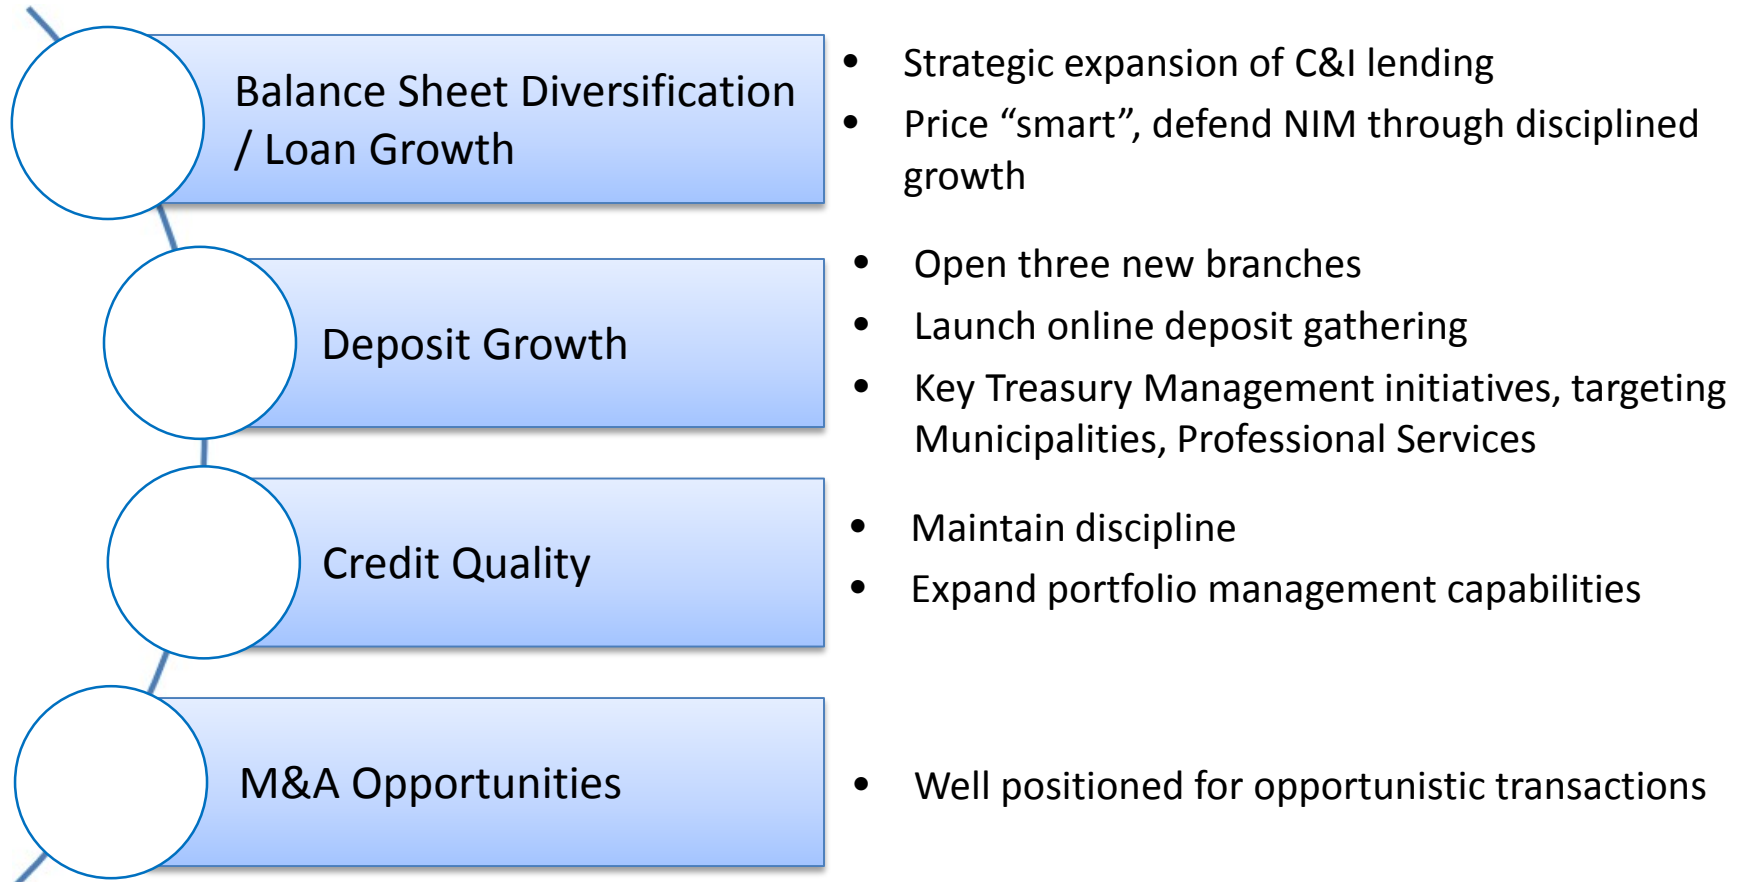 Balance Sheet Diversification
/ Loan Growth
• Strategic expansion of C&I lending
• Price “smart”, defend NIM through disciplined
growth
Deposit Growth
• Open three new branches
• Launch online deposit gathering
• Key Treasury Management initiatives, targeting
Municipalities, Professional Services
Credit Quality
• Maintain discipline
• Expand portfolio management capabilities
M&A Opportunities
• Well positioned for opportunistic transactions